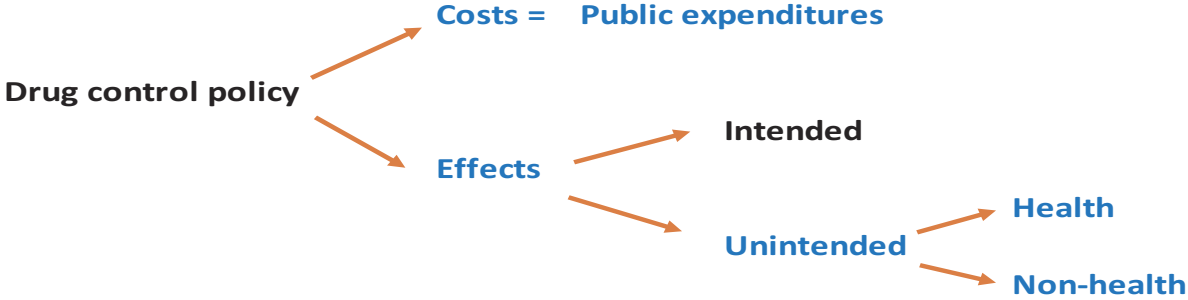 Costs = Public expenditures
Drug control policy
Intended
Effects
Health
Unintended
Non-health